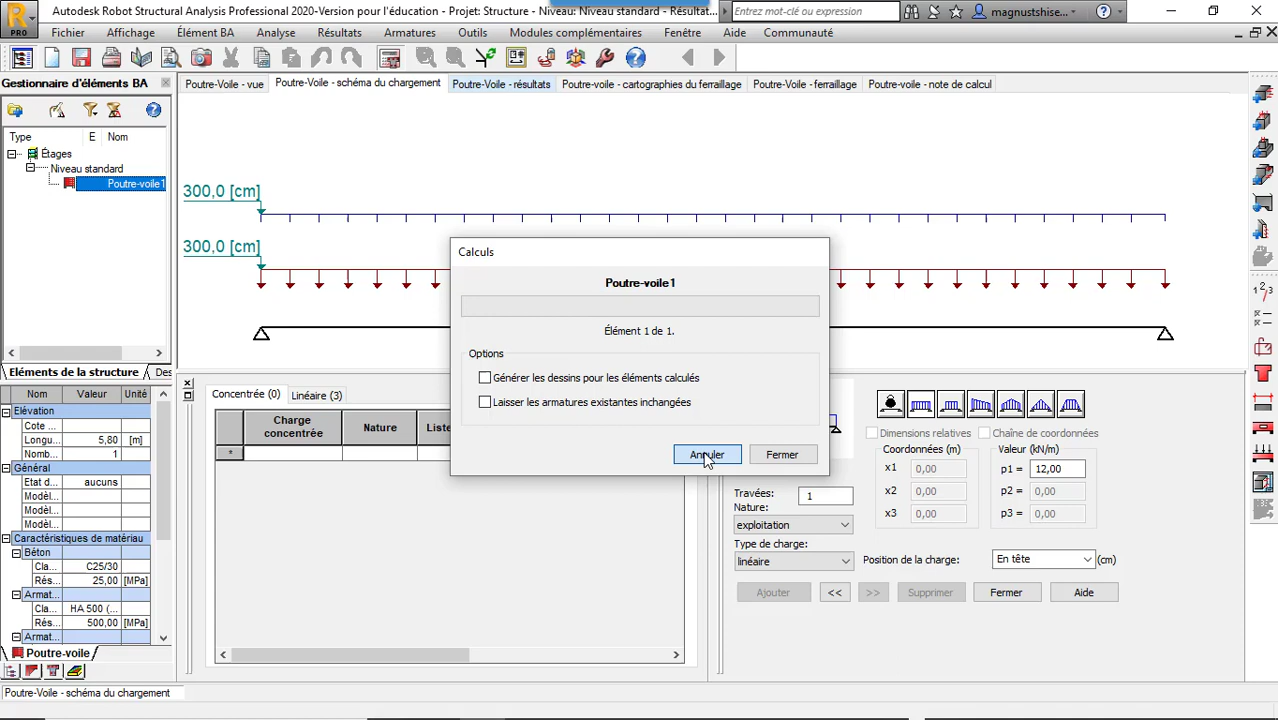 Autodesk Robot Structural Analysis Professional 2020-Version pour l'éducation - Projet: Structure - Niveau: Niveau standard - Résultat...
Entrez mot-clé ou expression
magnustshise...
PRO
Fichier Affichage Élément BA Analyse Résultats Armatures Outils Modules complémentaires Fenêtre Aide Communauté
Gestionnaire d'éléments BA
Poutre-Voile - vue
Poutre-Voile - schéma du chargement
Poutre-Voile - résultats
Poutre-voile - cartographies du ferraillage
Poutre-Voile - ferraillage
Poutre-voile - note de calcul
Type E Nom
Étages
Niveau standard
Poutre-voile1
300,0 [cm]
300,0 [cm]
Calculs
Poutre-voile1
Élément 1 de 1.
Options
Générer les dessins pour les éléments calculés
Laisser les armatures existantes inchangées
Annuler
Fermer
Éléments de la structure
Des
Nom Valeur Unité
Elévation
Cote ...
Longu... 5,80 [m]
Nomb... 1
Général
Etat d... aucuns
Modèl...
Modèl...
Modèl...
Caractéristiques de matériau
Béton
Cla... C25/30
Rés... 25,00 [MPa]
Armat...
Cla... HA 500 (...
Rés... 500,00 [MPa]
Armat...
Poutre-voile
Concentrée (0)
Linéaire (3)
Charge concentrée
Nature
Liste
*
Dimensions relatives
Chaîne de coordonnées
Coordonnées (m)
Valeur (kN/m)
x1 0,00
p1 = 12,00
x2 0,00
p2 = 0,00
x3 0,00
p3 = 0,00
Travées: 1
Nature:
exploitation
Type de charge:
linéaire
Position de la charge: En tête (cm)
Ajouter << >> Supprimer Fermer Aide
Poutre-Voile - schéma du chargement